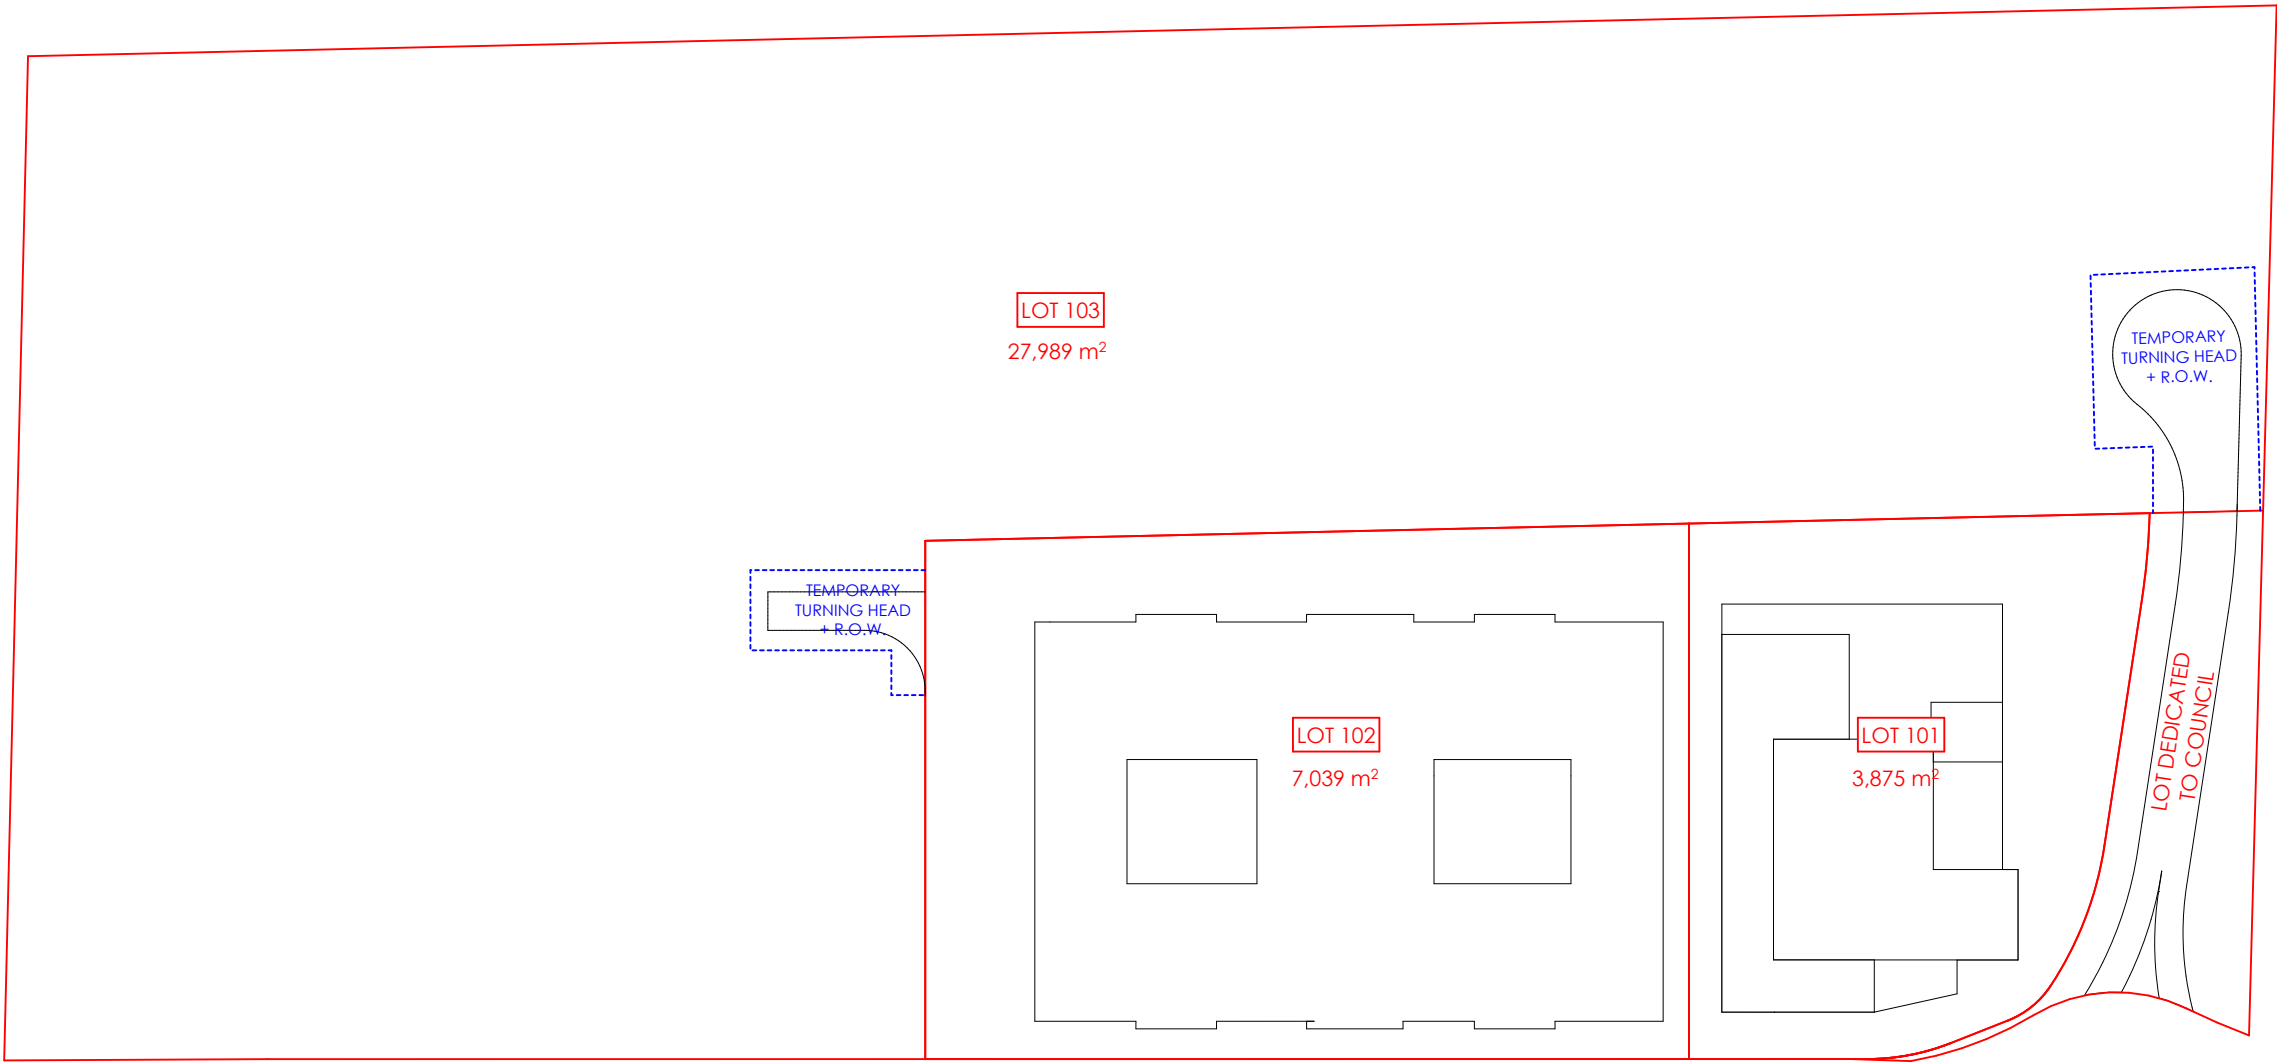 LOT 103
27,989 m²
TEMPORARY
TURNING HEAD
+ R.O.W.
TEMPORARY
TURNING HEAD
+ R.O.W.
LOT 102
7,039 m²
LOT 101
3,875 m²
LOT DEDICATED
TO COUNCIL